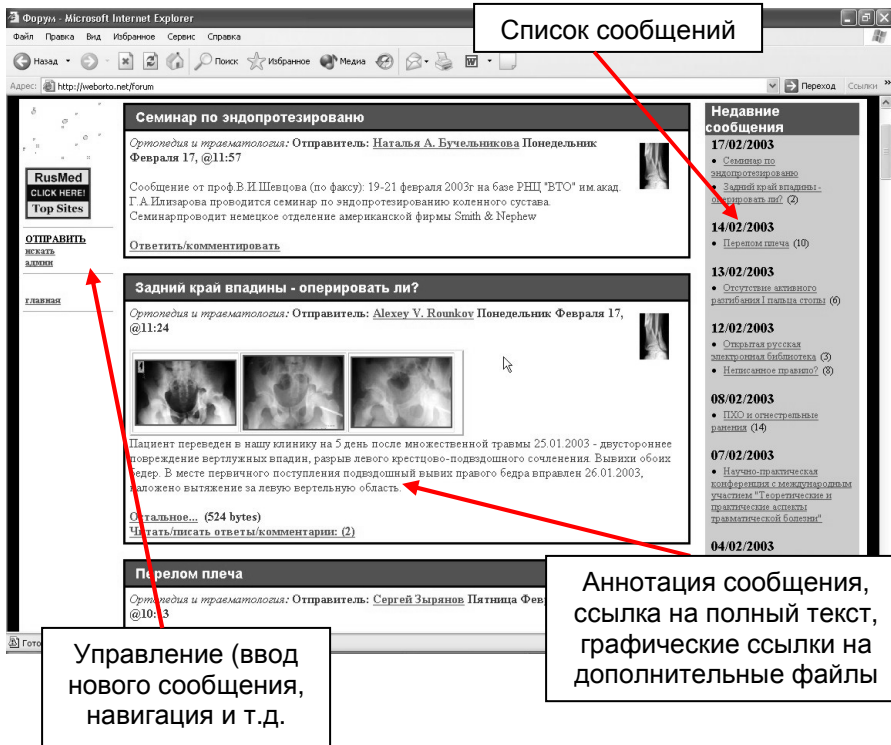 Форум - Microsoft Internet Explorer
Список сообщений
Файл Правка Вид Избранное Сервис Справка
Назад Поиск Избранное Медиа
Адрес: http://weborto.net/forum Переход Ссылки »
RusMed
CLICK HERE!
Top Sites
ОТПРАВИТЬ
искать
админ
главная
Семинар по эндопротезированю
Ортопедия и травматология: Отправитель: Наталья А. Бучельникова Понедельник
Февраля 17, @11:57
Сообщение от проф.В.И.Шевцова (по факсу): 19-21 февраля 2003г на базе РНЦ "ВТО" им.акад.
Г.А.Илизарова проводится семинар по эндопротезированию коленного сустава.
Семинарпроводит немецкое отделение американской фирмы Smith & Nephew
Ответить/комментировать
Задний край впадины - оперировать ли?
Ортопедия и травматология: Отправитель: Alexey V. Rounkov Понедельник Февраля 17,
@11:24
Пациент переведен в нашу клинику на 5 день после множественной травмы 25.01.2003 - двустороннее
повреждение вертлужных впадин, разрыв левого крестцово-подвздошного сочленения. Вывихи обоих
бедер. В месте первичного поступления подвздошный вывих правого бедра вправлен 26.01.2003,
наложено вытяжение за левую вертельную область.
Остальное... (524 bytes)
Читать/писать ответы/комментарии: (2)
Перелом плеча
Ортопедия и травматология: Отправитель: Сергей Зырянов Пятница
Недавние
сообщения
17/02/2003
• Семинар по
эндопротезированю
• Задний край впадины -
оперировать ли? (2)
14/02/2003
• Перелом плеча (10)
13/02/2003
• Отсутствие активного
разгибания I пальца стопы (6)
12/02/2003
• Открытая русская
электронная библиотека (3)
• Неписанное правило? (8)
08/02/2003
• ПХО и огнестрельные
ранения (14)
07/02/2003
• Научно-практическая
конференция с международным
участием "Теоретические и
практические аспекты
травматической болезни"
04/02/2003
Управление (ввод
нового сообщения,
навигация и т.д.
Аннотация сообщения,
ссылка на полный текст,
графические ссылки на
дополнительные файлы